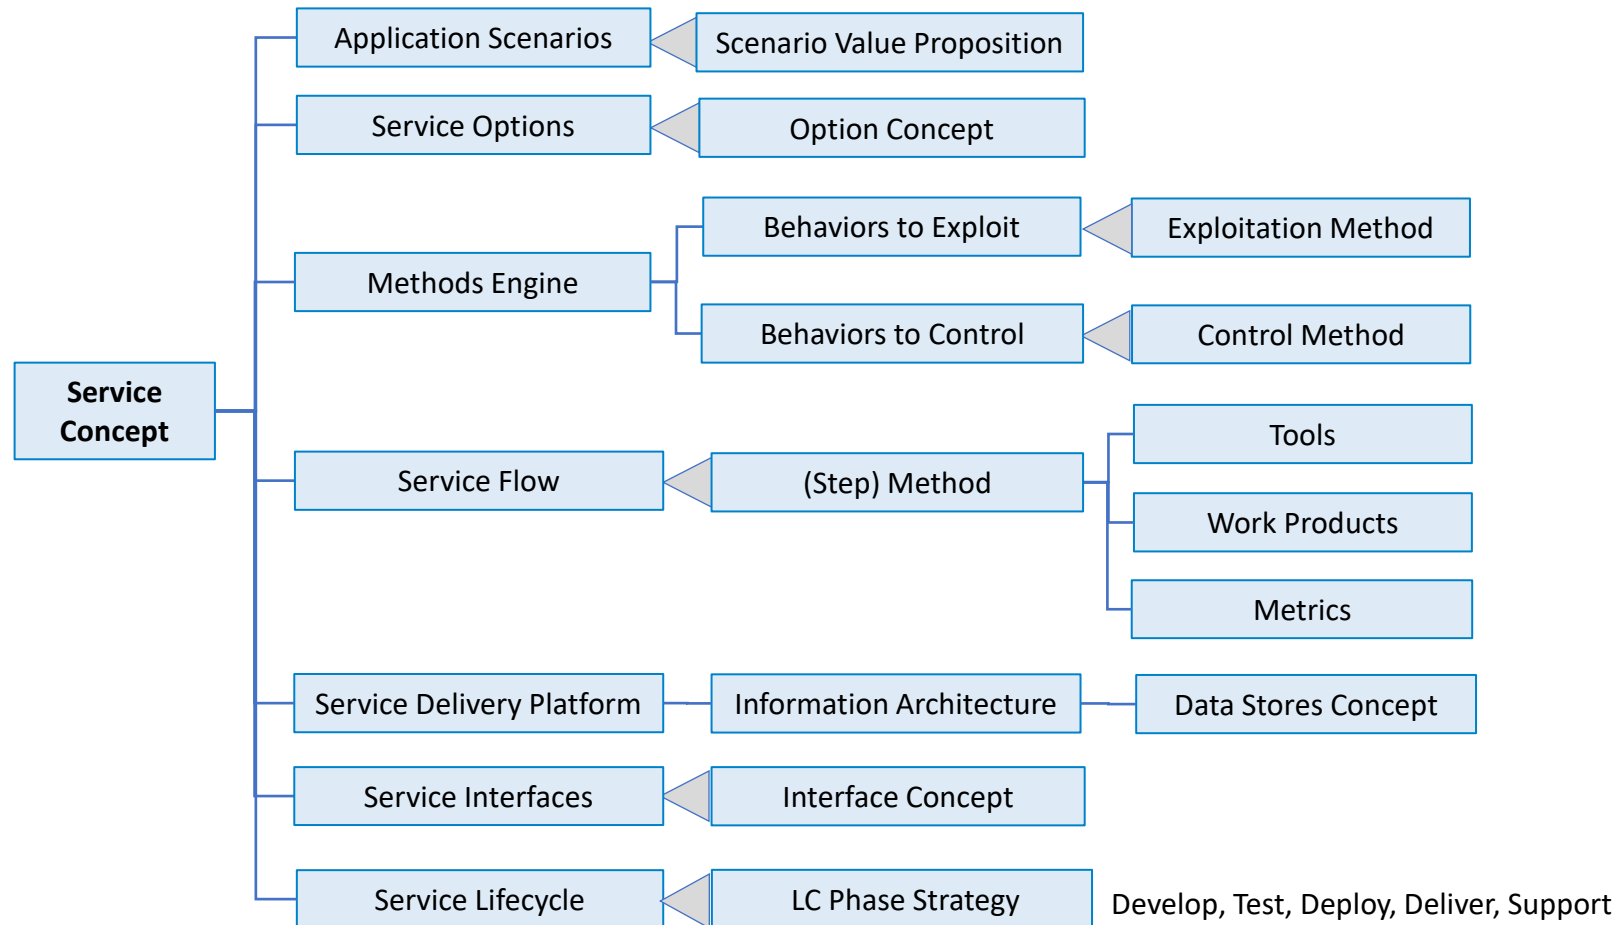 Application Scenarios
Scenario Value Proposition
Service Options
Option Concept
Behaviors to Exploit
Exploitation Method
Methods Engine
Behaviors to Control
Control Method
Service
Concept
Tools
Service Flow
(Step) Method
Work Products
Metrics
Service Delivery Platform
Information Architecture
Data Stores Concept
Service Interfaces
Interface Concept
Service Lifecycle
LC Phase Strategy
Develop, Test, Deploy, Deliver, Support